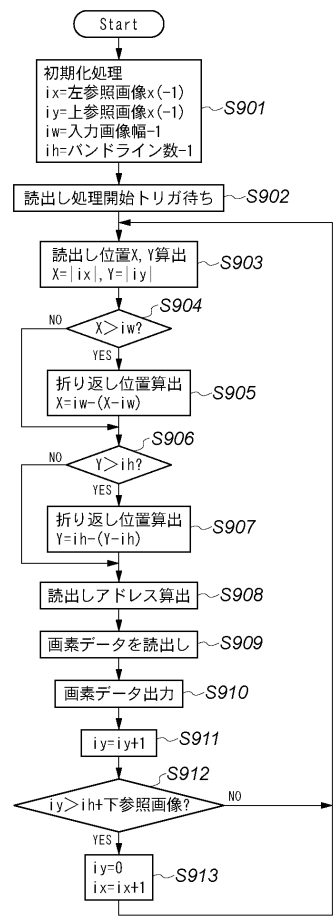 Start
初期化処理
ix=左参照画像x(-1)
iy=上参照画像x(-1)
iw=入力画像幅-1
ih=バンドライン数-1
S901
読出し処理開始トリガ待ち
S902
読出し位置X,Y算出
X=|ix|,Y=|iy|
S903
S904
NO
X>iw?
YES
折り返し位置算出
X=iw-(X-iw)
S905
S906
NO
Y>ih?
YES
折り返し位置算出
Y=ih-(Y-ih)
S907
読出しアドレス算出
S908
画素データを読出し
S909
画素データ出力
S910
iy=iy+1
S911
S912
iy>ih+下参照画像?
NO
YES
iy=0
ix=ix+1
S913